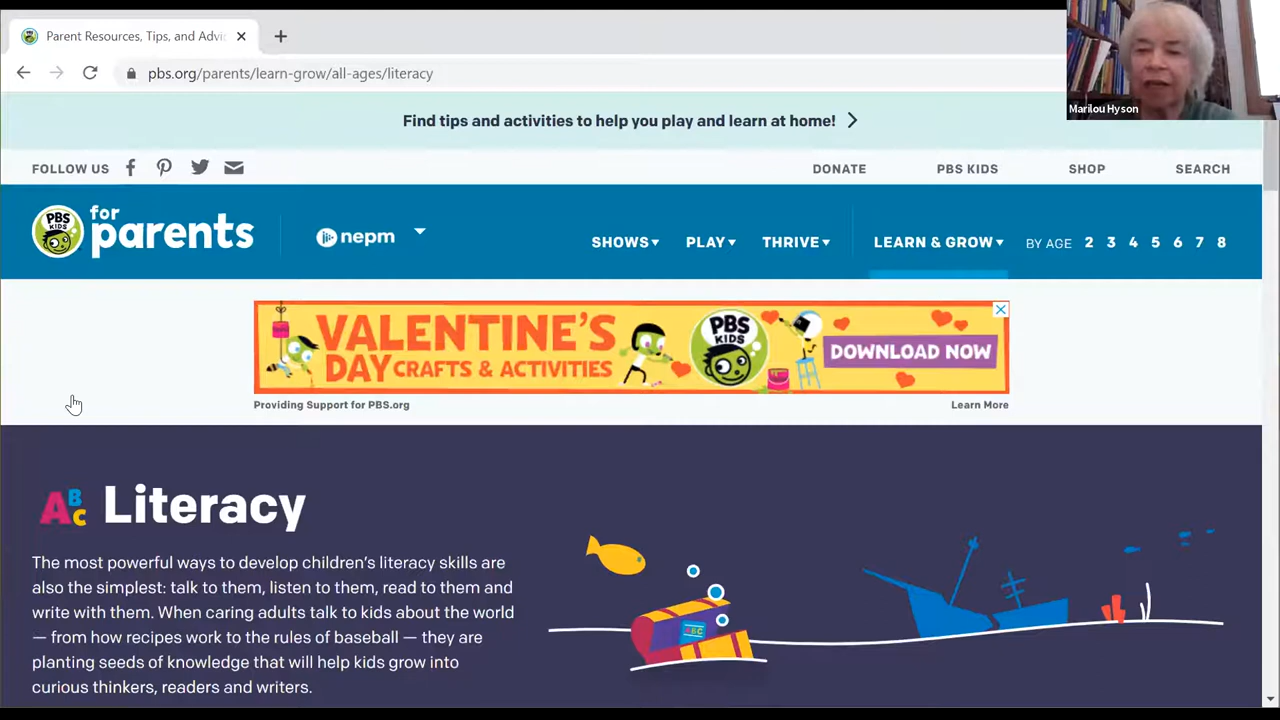 Parent Resources, Tips, and Advi
pbs.org/parents/learn-grow/all-ages/literacy
Marilou Hyson
Find tips and activities to help you play and learn at home!
FOLLOW US
DONATE PBS KIDS SHOP SEARCH
PBS KIDS for parents
nepm
SHOWS PLAY THRIVE LEARN & GROW BY AGE 2 3 4 5 6 7 8
VALENTINE'S
DAY CRAFTS & ACTIVITIES
PBS KIDS
DOWNLOAD NOW
Providing Support for PBS.org
Learn More
ABC Literacy
The most powerful ways to develop children's literacy skills are
also the simplest: talk to them, listen to them, read to them and
write with them. When caring adults talk to kids about the world
— from how recipes work to the rules of baseball — they are
planting seeds of knowledge that will help kids grow into
curious thinkers, readers and writers.
ABC